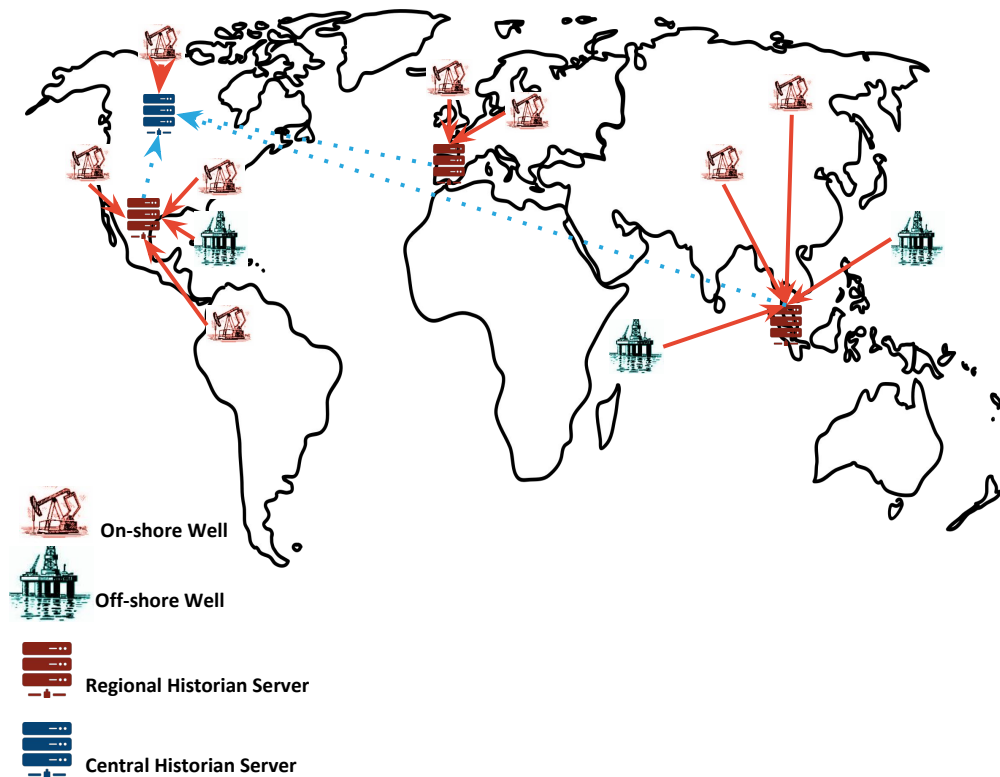 On-shore Well
Off-shore Well
Regional Historian Server
Central Historian Server